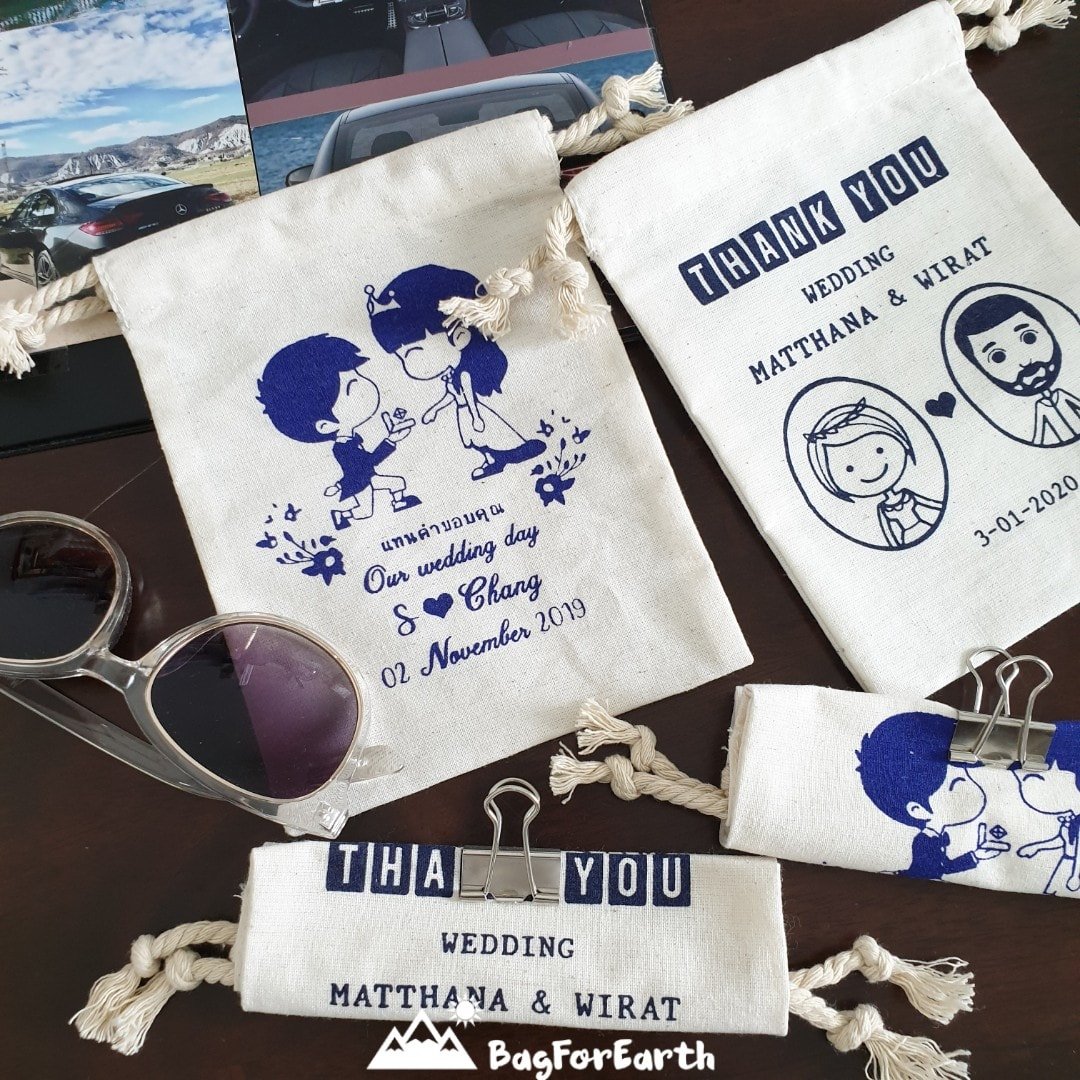 แทนคำขอบคุณ
Our wedding day
S ♥ Chang
02 November 2019
THANK YOU
WEDDING
MATTHANA & WIRAT
3-01-2020
THA YOU
WEDDING
MATTHANA & WIRAT
BagForEarth